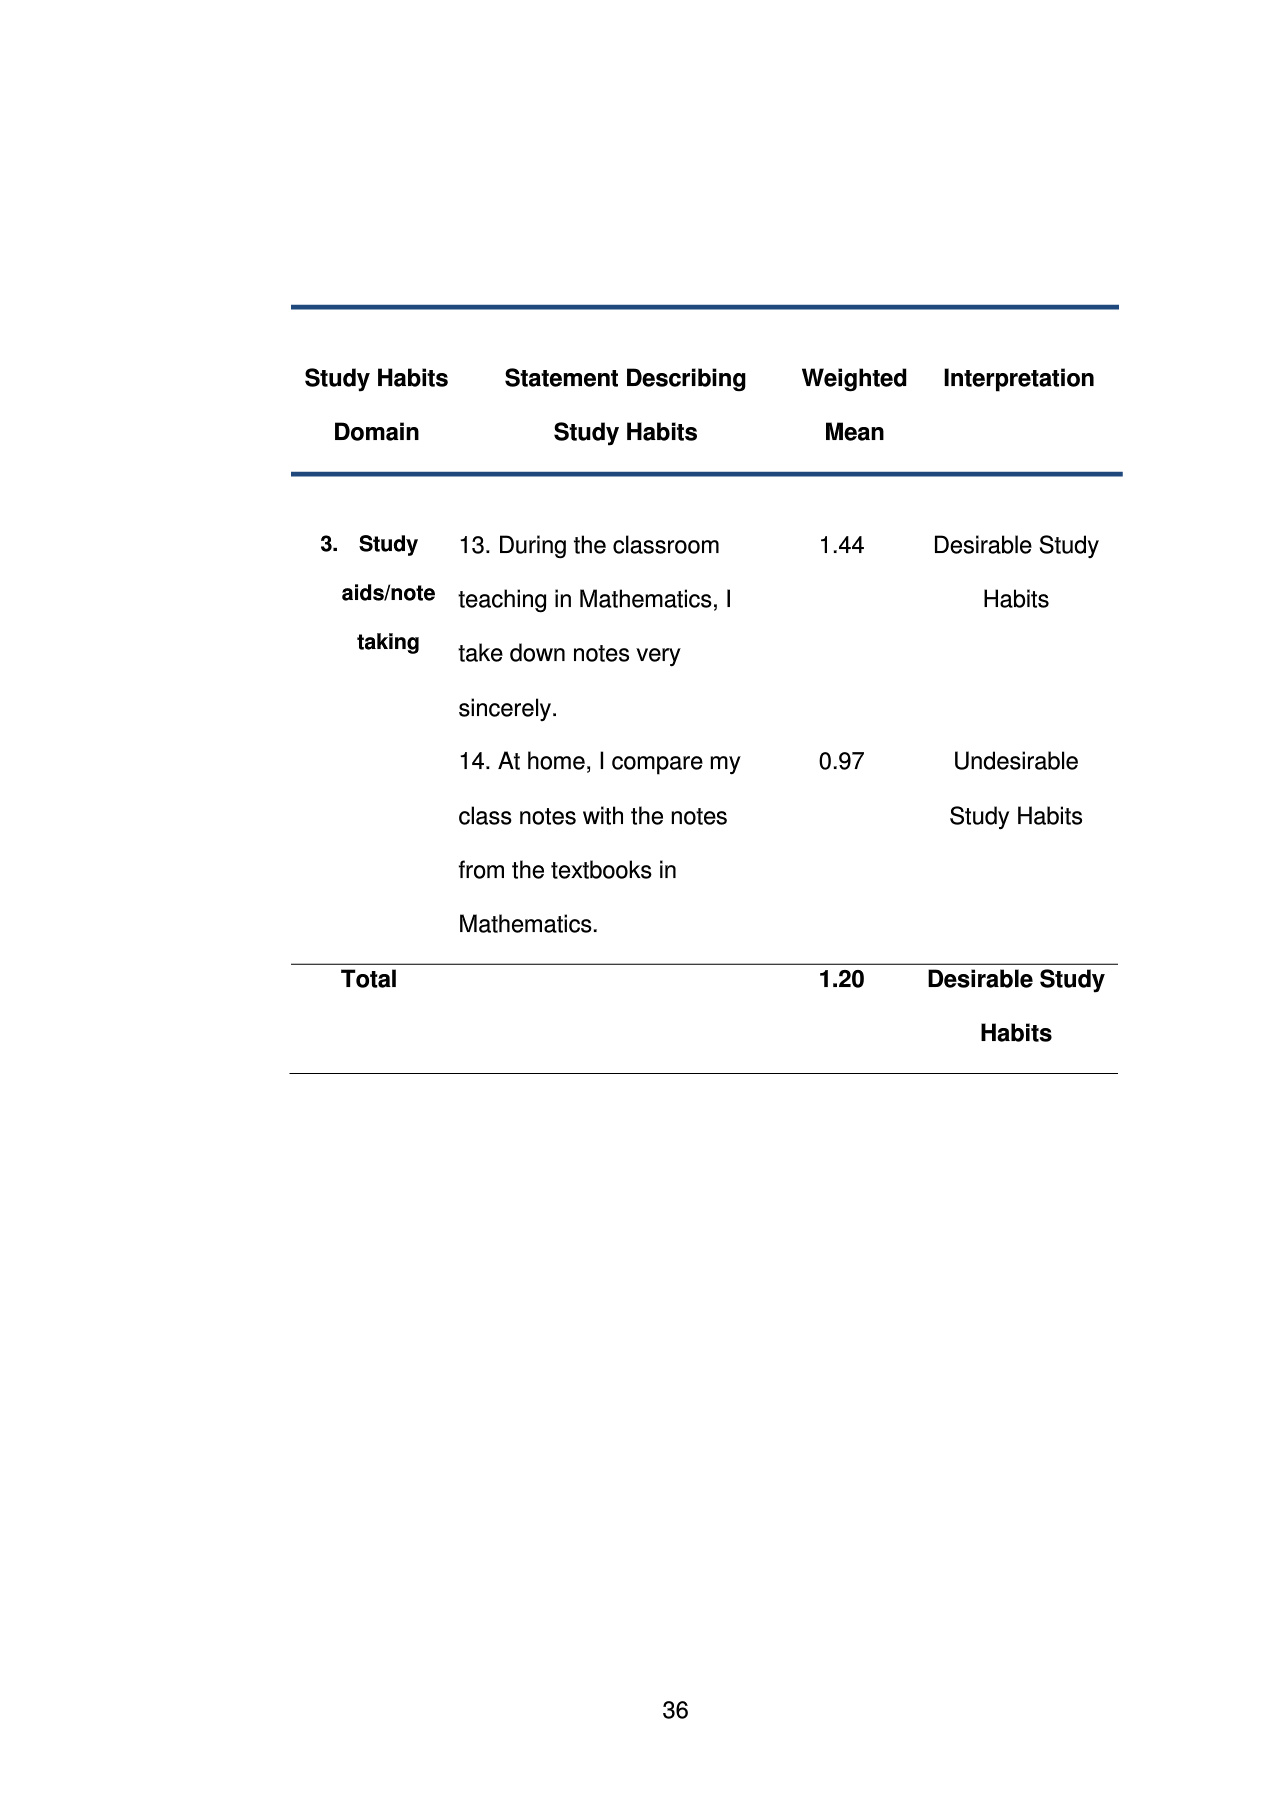 Study Habits Statement Describing Weighted Interpretation
Domain Study Habits Mean
3. Study 13. During the classroom 1.44 Desirable Study
aids/note teaching in Mathematics, I Habits
taking take down notes very
sincerely.
14. At home, I compare my 0.97 Undesirable
class notes with the notes Study Habits
from the textbooks in
Mathematics.
Total 1.20 Desirable Study
Habits
36